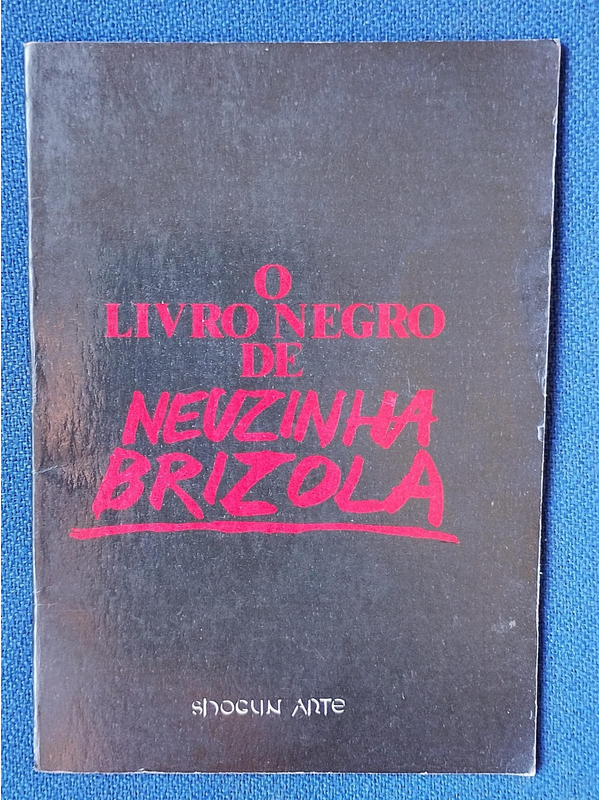 O
LIVRO NEGRO
DE
NEUZINHA
BRIZOLA
SHOGUN ARTE